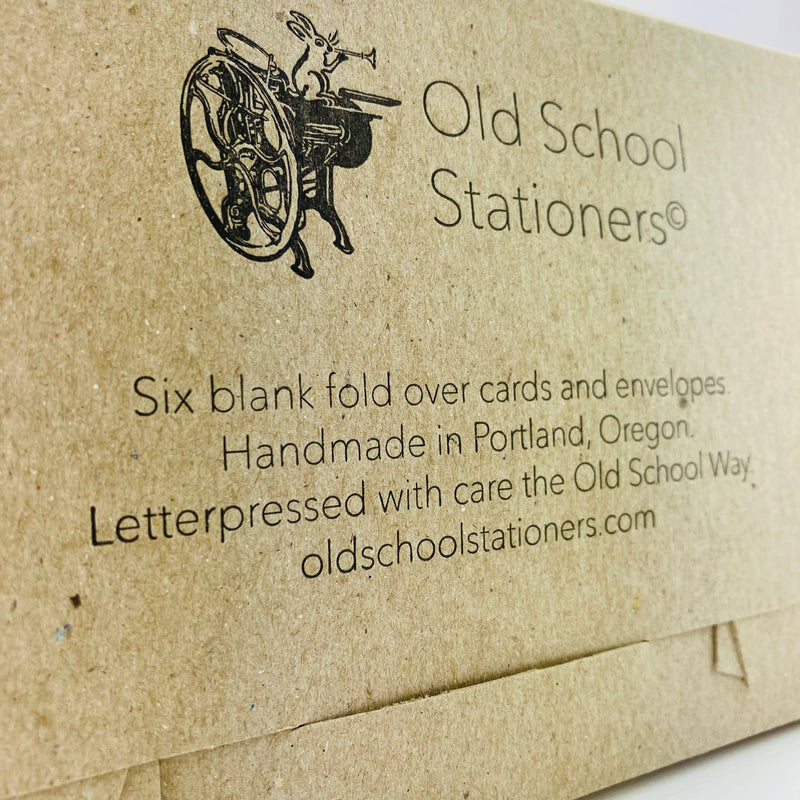 Old School
Stationers©
Six blank fold over cards and envelopes.
Handmade in Portland, Oregon.
Letterpressed with care the Old School Way.
oldschoolstationers.com